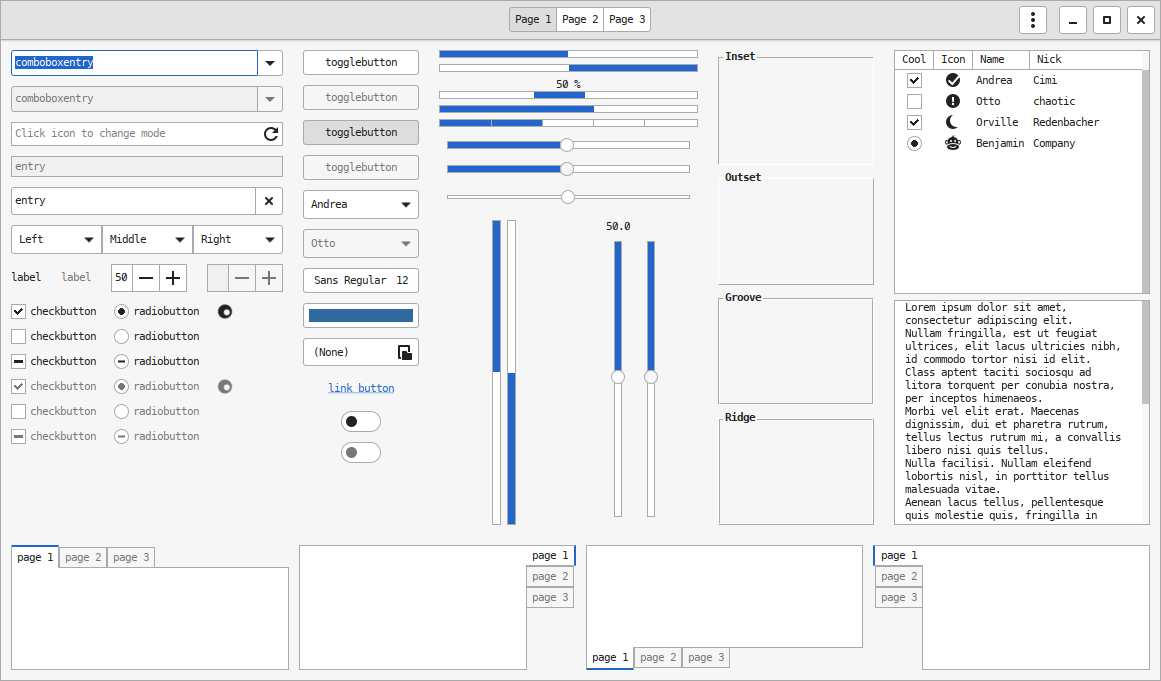 Page 1 Page 2 Page 3
comboboxentry
comboboxentry
Click icon to change mode
entry
entry
Left Middle Right
label label 50
checkbutton radiobutton
checkbutton radiobutton
checkbutton radiobutton
checkbutton radiobutton
checkbutton radiobutton
checkbutton radiobutton
togglebutton
togglebutton
togglebutton
togglebutton
Andrea
Otto
Sans Regular 12
(None)
link button
50 %
50.0
Inset
Outset
Groove
Ridge
Cool Icon Name Nick
Andrea Cimi
Otto chaotic
Orville Redenbacher
Benjamin Company
Lorem ipsum dolor sit amet,
consectetur adipiscing elit.
Nullam fringilla, est ut feugiat
ultrices, elit lacus ultricies nibh,
id commodo tortor nisi id elit.
Class aptent taciti sociosqu ad
litora torquent per conubia nostra,
per inceptos himenaeos.
Morbi vel elit erat. Maecenas
dignissim, dui et pharetra rutrum,
tellus lectus rutrum mi, a convallis
libero nisi quis tellus.
Nulla facilisi. Nullam eleifend
lobortis nisl, in porttitor tellus
malesuada vitae.
Aenean lacus tellus, pellentesque
quis molestie quis, fringilla in
page 1 page 2 page 3
page 1
page 2
page 3
page 1 page 2 page 3
page 1
page 2
page 3